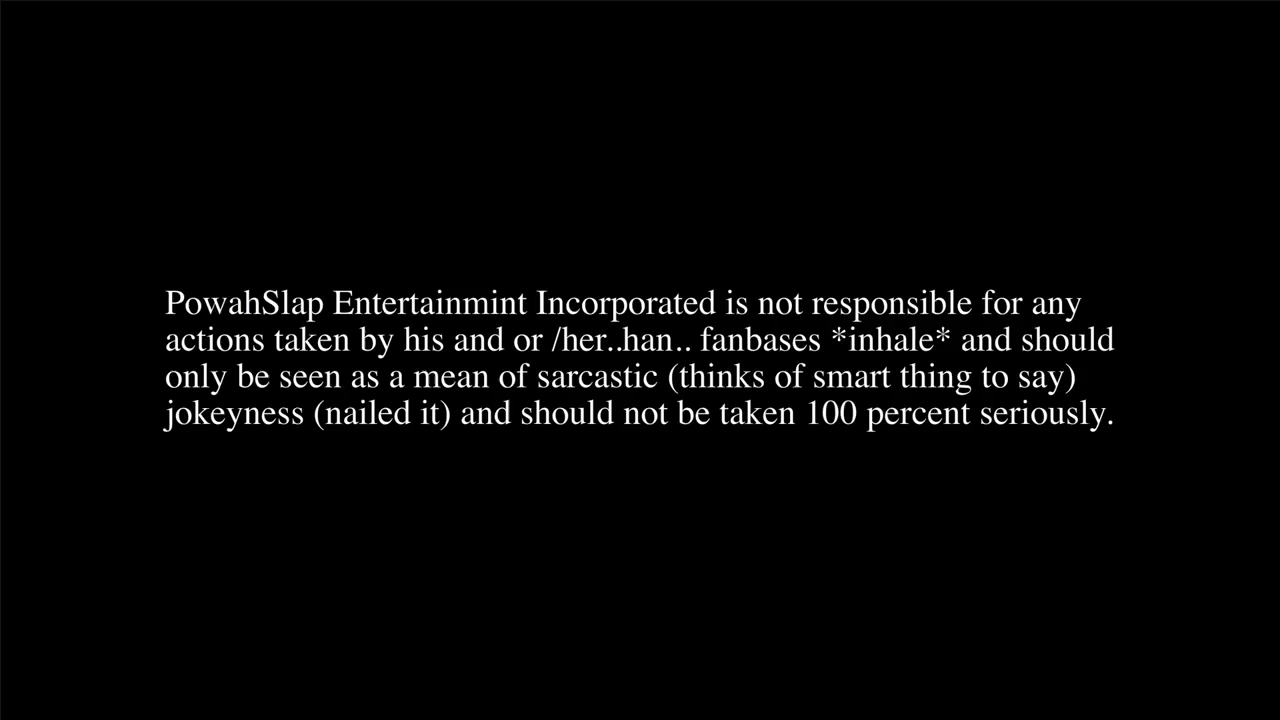 PowahSlap Entertainmint Incorporated is not responsible for any
actions taken by his and or /her..han.. fanbases *inhale* and should
only be seen as a mean of sarcastic (thinks of smart thing to say)
jokeyness (nailed it) and should not be taken 100 percent seriously.